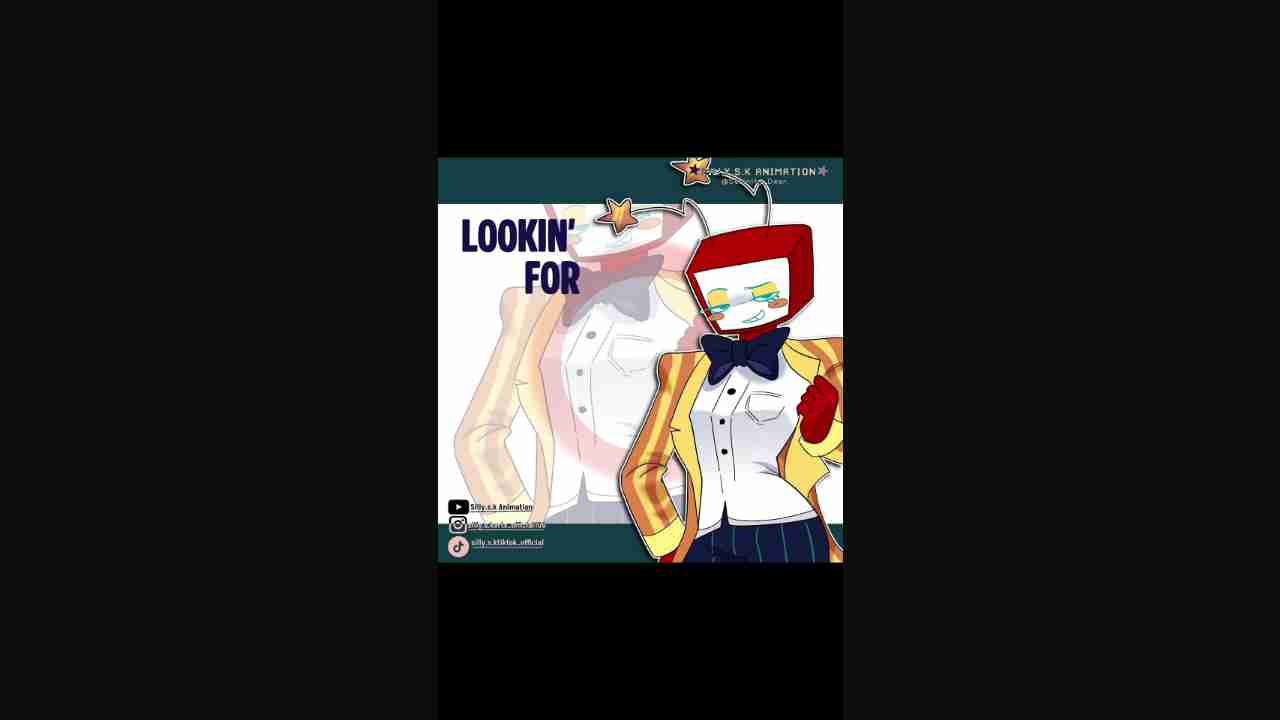 S.K ANIMATION
LOOKIN'
FOR
Silly.s.k Animation
silly.s.ktiktok_official